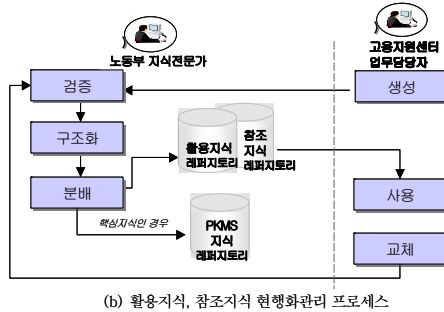 노동부 지식전문가
고용지원센터
업무담당자
검증
생성
구조화
활용지식
레퍼지토리
참조
지식
레퍼지토리
분배
사용
핵심지식인 경우
PKMS
지식
레퍼지토리
교체
(b) 활용지식, 참조지식 현행화관리 프로세스